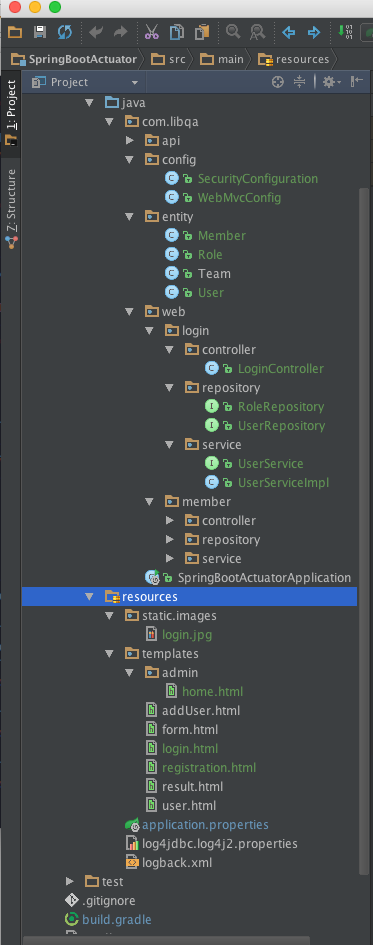 SpringBootActuator src main resources
1: Project
Z: Structure
Project
java
com.libqa
api
config
SecurityConfiguration
WebMvcConfig
entity
Member
Role
Team
User
web
login
controller
LoginController
repository
RoleRepository
UserRepository
service
UserService
UserServiceImpl
member
controller
repository
service
SpringBootActuatorApplication
resources
static.images
login.jpg
templates
admin
home.html
addUser.html
form.html
login.html
registration.html
result.html
user.html
application.properties
log4jdbc.log4j2.properties
logback.xml
test
.gitignore
build.gradle